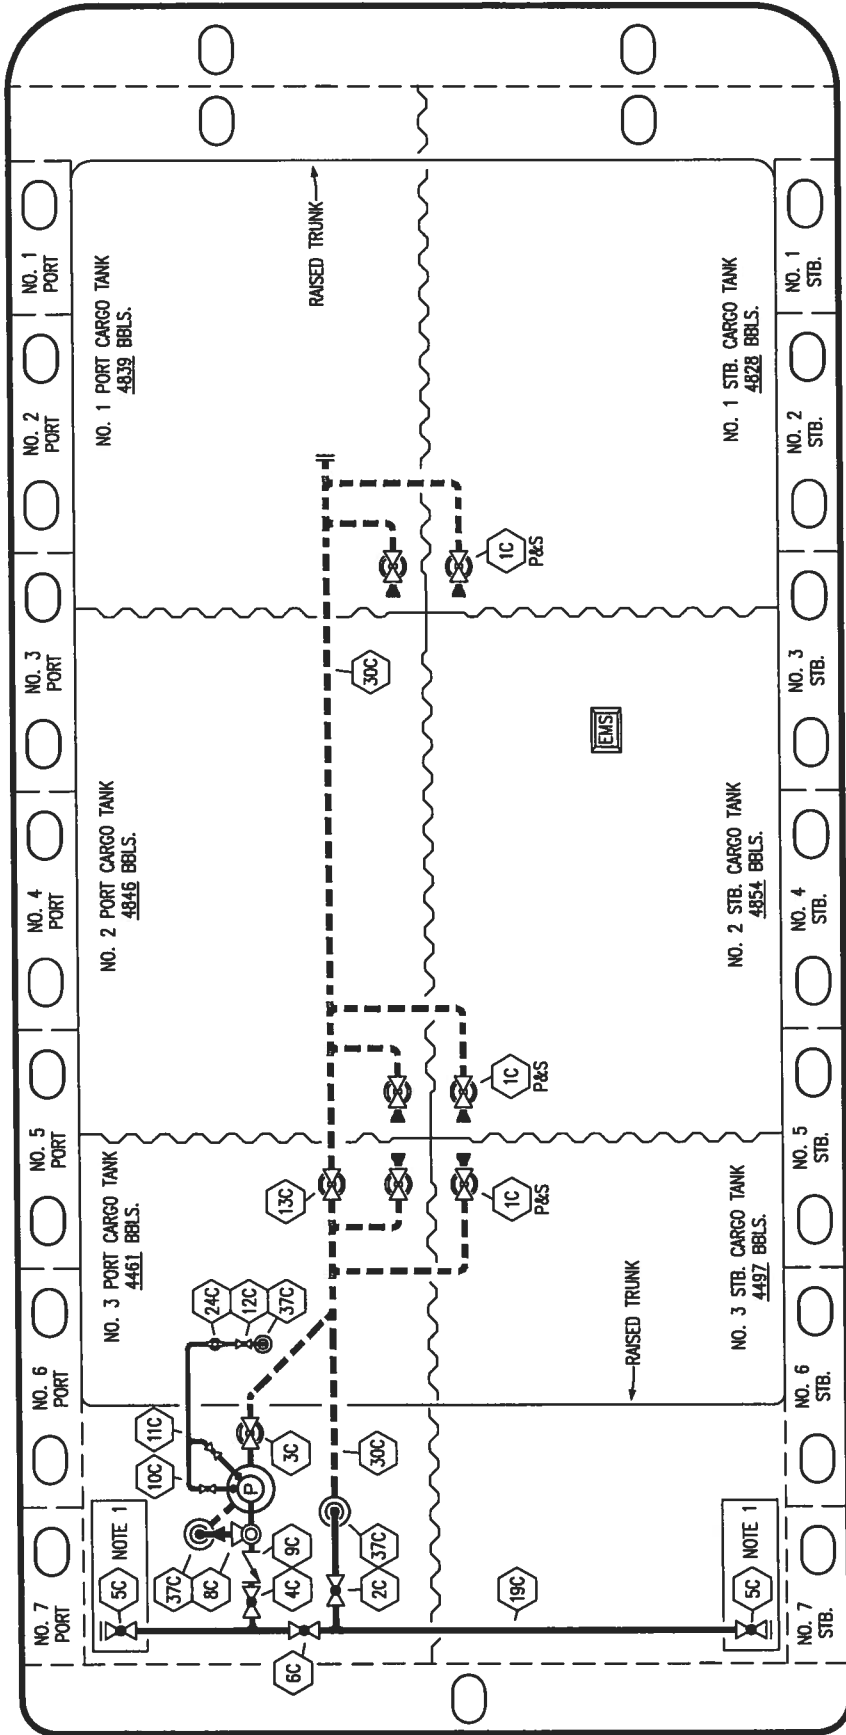 NO. 7
PORT
NO. 6
PORT
NO. 5
PORT
NO. 4
PORT
NO. 3
PORT
NO. 2
PORT
NO. 1
PORT
NO. 3 PORT CARGO TANK
4461 BBLS.
NO. 2 PORT CARGO TANK
4846 BBLS.
NO. 1 PORT CARGO TANK
4839 BBLS.
5C
NOTE 1
37C
8C
9C
4C
6C
10C
11C
P
3C
24C
12C
37C
13C
2C
37C
30C
30C
RAISED TRUNK
1C
P&S
1C
P&S
1C
P&S
EMS
19C
RAISED TRUNK
5C
NOTE 1
NO. 3 STB. CARGO TANK
4497 BBLS.
NO. 2 STB. CARGO TANK
4854 BBLS.
NO. 1 STB. CARGO TANK
4828 BBLS.
NO. 7
STB.
NO. 6
STB.
NO. 5
STB.
NO. 4
STB.
NO. 3
STB.
NO. 2
STB.
NO. 1
STB.